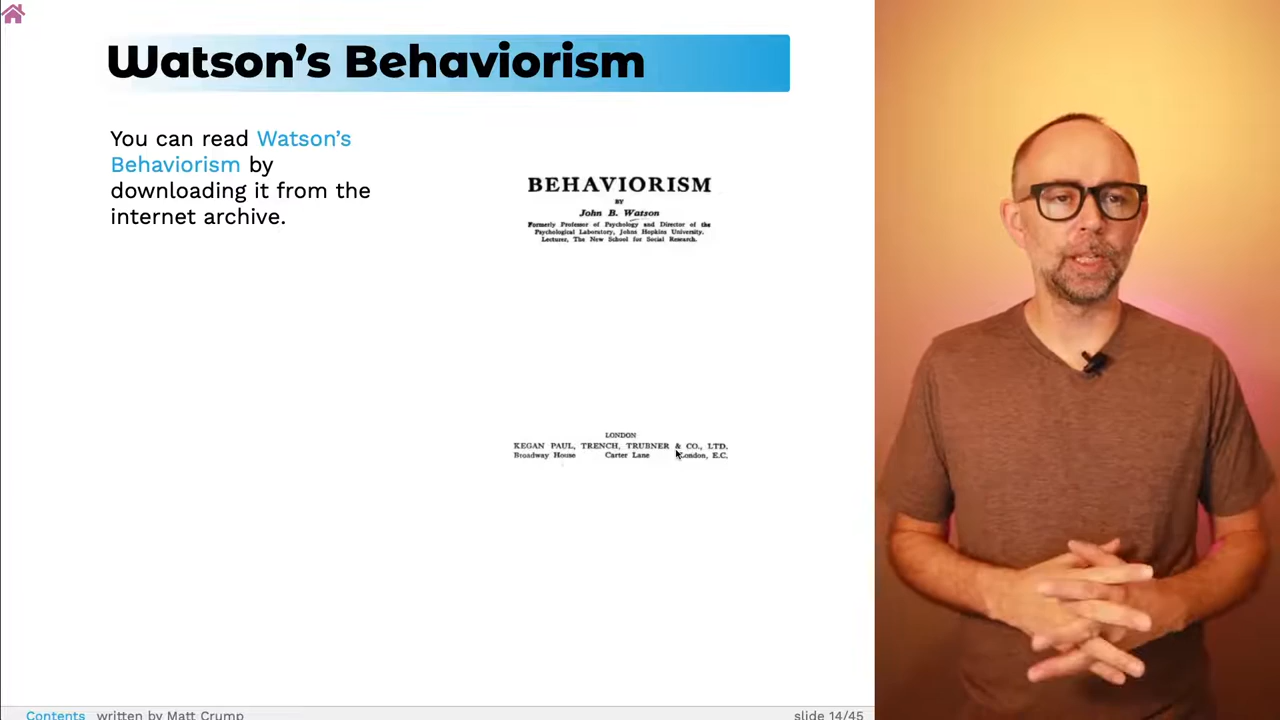 Watson’s Behaviorism
You can read Watson’s
Behaviorism by
downloading it from the
internet archive.
BEHAVIORISM
BY
John B. Watson
Formerly Professor of Psychology and Director of the
Psychological Laboratory, Johns Hopkins University.
Lecturer, The New School for Social Research.
LONDON
KEGAN PAUL, TRENCH, TRUBNER & CO., LTD.
Broadway House Carter Lane London, E.C.
Contents written by Matt Crump
slide 14/45